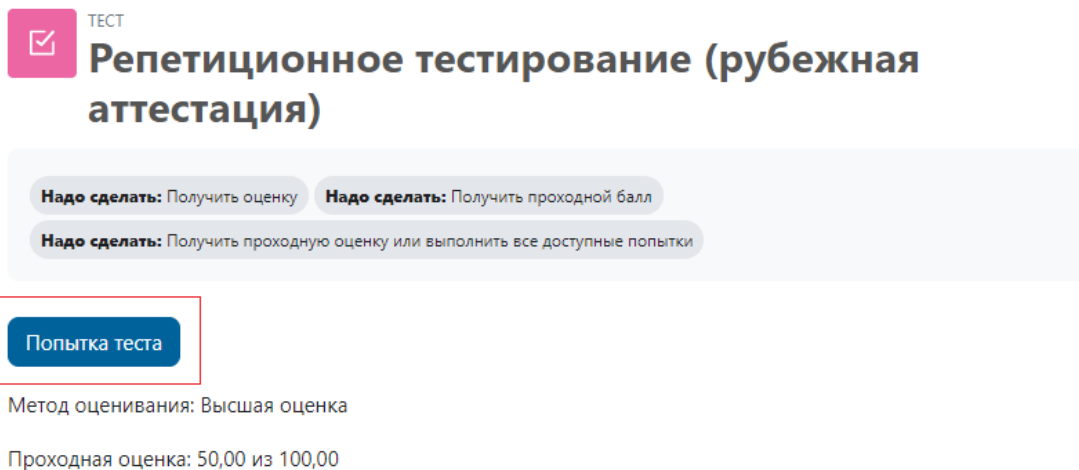 ТЕСТ
Репетиционное тестирование (рубежная
аттестация)
Надо сделать: Получить оценку Надо сделать: Получить проходной балл
Надо сделать: Получить проходную оценку или выполнить все доступные попытки
Попытка теста
Метод оценивания: Высшая оценка
Проходная оценка: 50,00 из 100,00